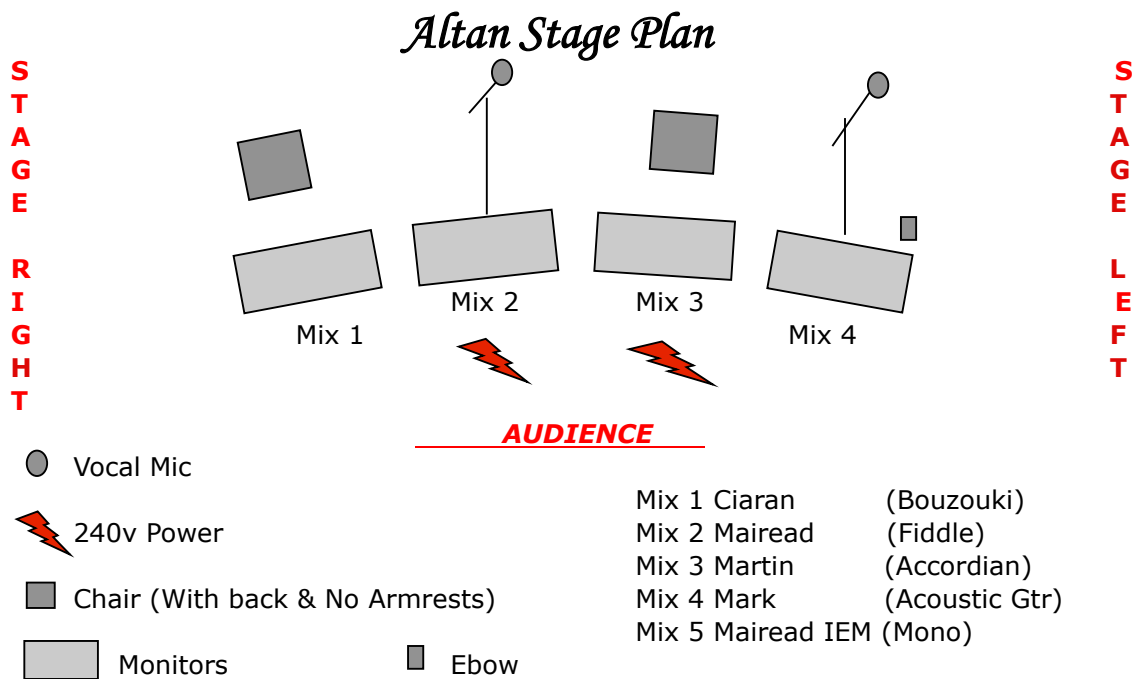 Altan Stage Plan
STAGE RIGHT
STAGE LEFT
Mix 1
Mix 2
Mix 3
Mix 4
AUDIENCE
Vocal Mic
240v Power
Chair (With back & No Armrests)
Monitors
Ebow
Mix 1 Ciaran (Bouzouki)
Mix 2 Mairead (Fiddle)
Mix 3 Martin (Accordian)
Mix 4 Mark (Acoustic Gtr)
Mix 5 Mairead IEM (Mono)